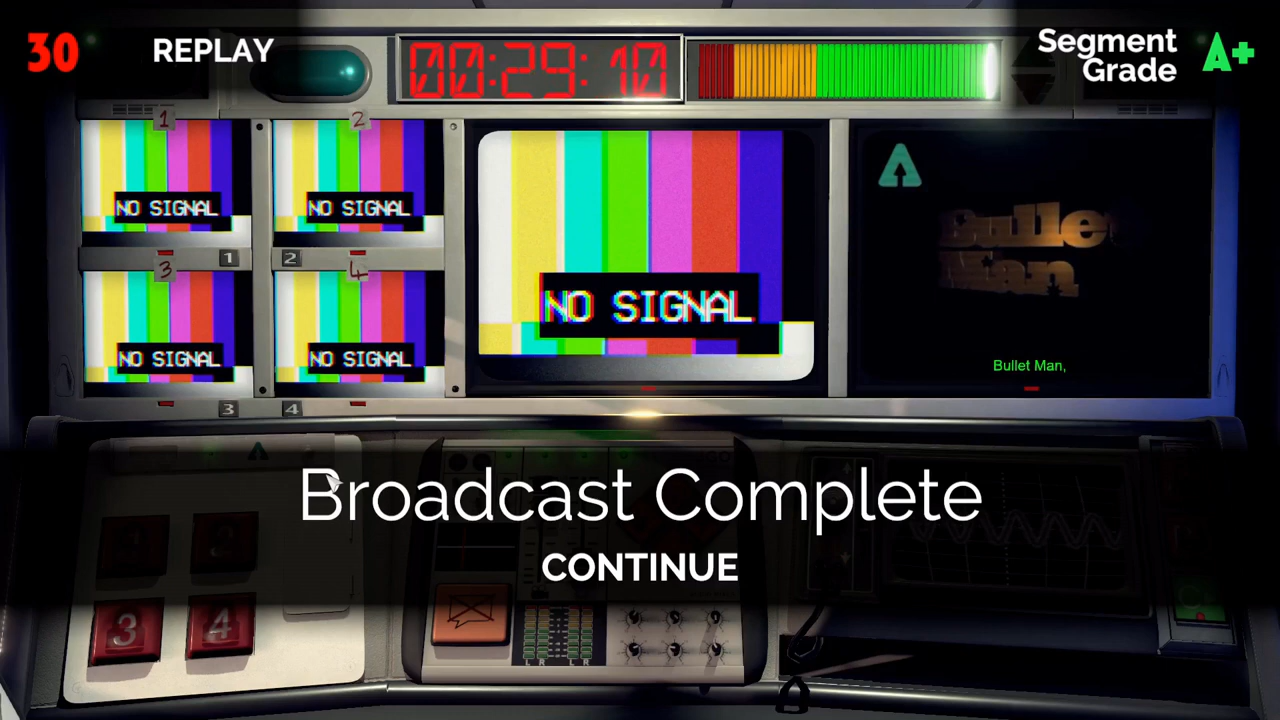 30
REPLAY
00:29:10
Segment
Grade
A+
1
2
NO SIGNAL
NO SIGNAL
1
2
3
4
NO SIGNAL
NO SIGNAL
3
4
NO SIGNAL
Bullet
Man
Bullet Man,
Broadcast Complete
CONTINUE
3
4
L R L R